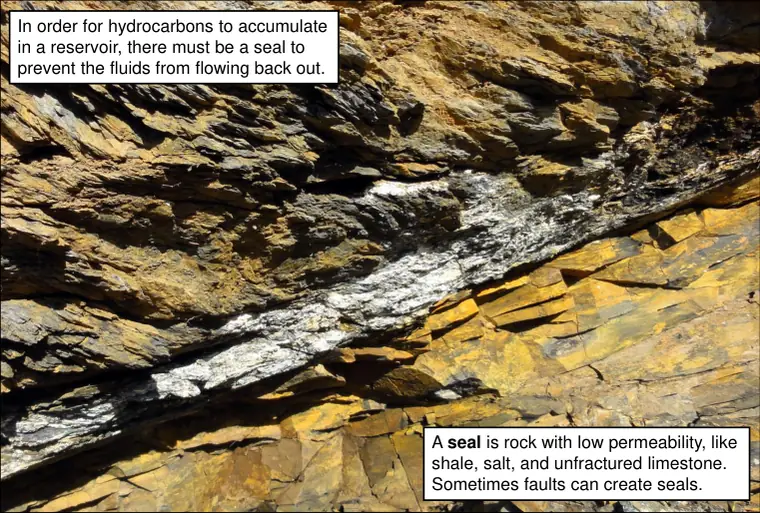 In order for hydrocarbons to accumulate
in a reservoir, there must be a seal to
prevent the fluids from flowing back out.
A seal is rock with low permeability, like
shale, salt, and unfractured limestone.
Sometimes faults can create seals.